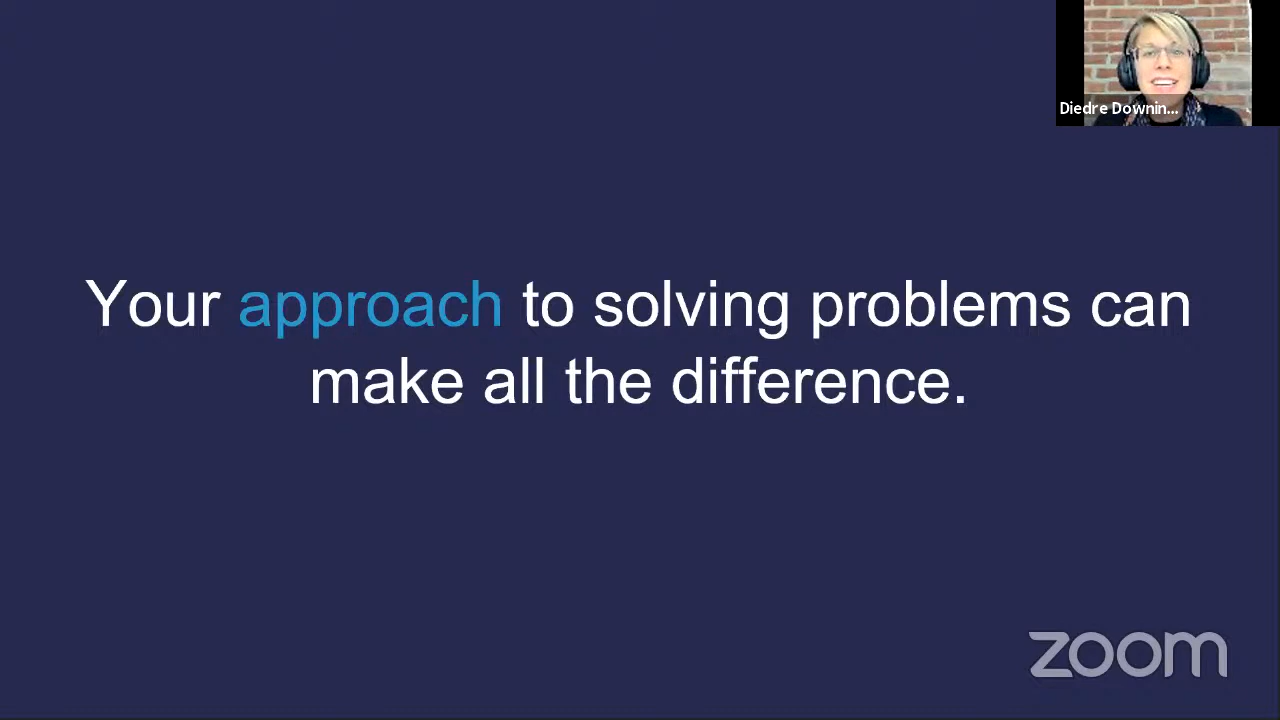 Diedre Downin...
Your approach to solving problems can
make all the difference.
zoom